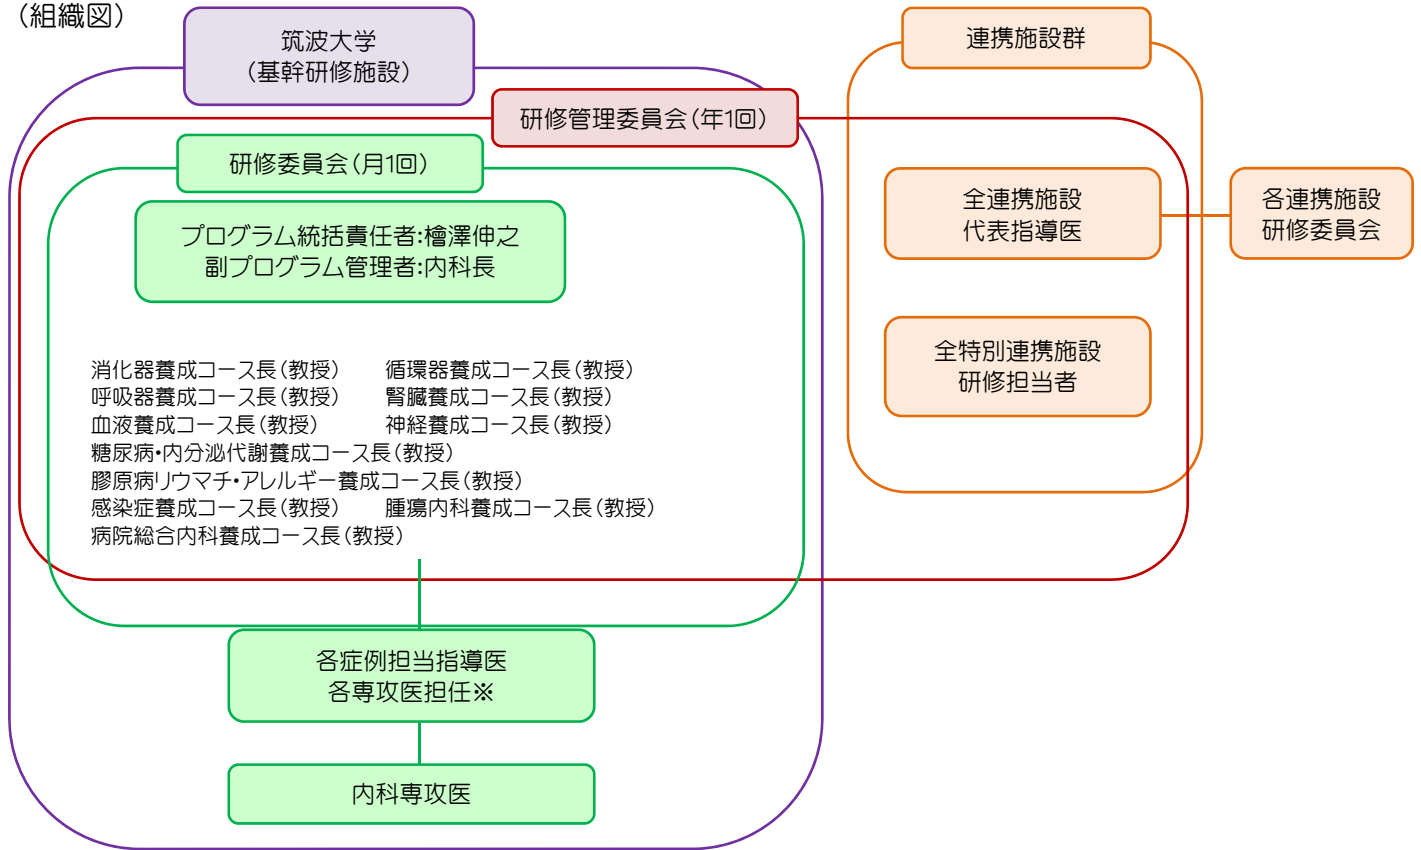 （組織図）
筑波大学
（基幹研修施設）
連携施設群
研修管理委員会（年1回）
研修委員会（月1回）
プログラム統括責任者:檜澤伸之
副プログラム管理者:内科長
全連携施設
代表指導医
各連携施設
研修委員会
全特別連携施設
研修担当者
消化器養成コース長（教授） 循環器養成コース長（教授）
呼吸器養成コース長（教授） 腎臓養成コース長（教授）
血液養成コース長（教授） 神経養成コース長（教授）
糖尿病・内分泌代謝養成コース長（教授）
膠原病リウマチ・アレルギー養成コース長（教授）
感染症養成コース長（教授） 腫瘍内科養成コース長（教授）
病院総合内科養成コース長（教授）
各症例担当指導医
各専攻医担任※
内科専攻医